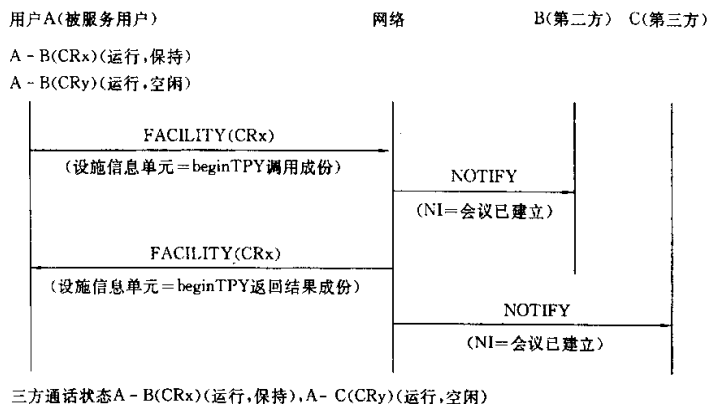 用户A(被服务用户) 网络 B(第二方) C(第三方)
A-B(CRx)(运行,保持)
A-B(CRy)(运行,空闲)
FACILITY(CRx)
(设施信息单元=beginTPY调用成份)
NOTIFY
(NI=会议已建立)
FACILITY(CRx)
(设施信息单元=beginTPY返回结果成份)
NOTIFY
(NI=会议已建立)
三方通话状态A-B(CRx)(运行,保持),A-C(CRy)(运行,空闲)